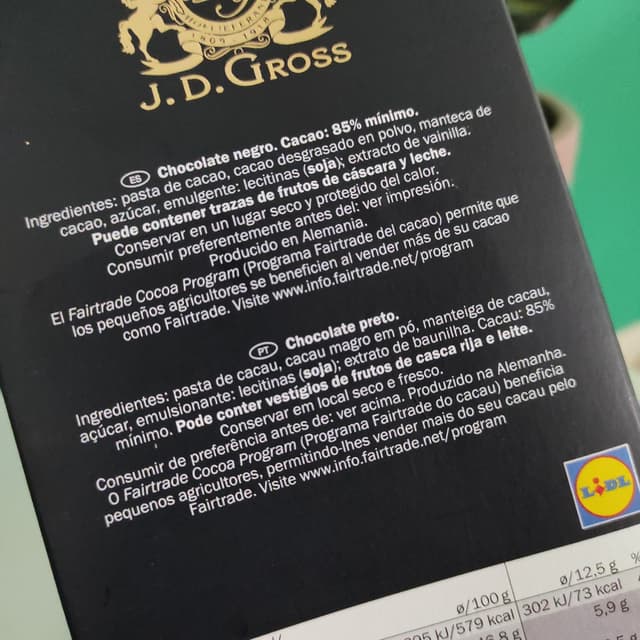 J. D. GROSS
ES Chocolate negro. Cacao: 85% mínimo.
Ingredientes: pasta de cacao, cacao desgrasado en polvo, manteca de
cacao, azúcar, emulgente: lecitinas (soja); extracto de vainilla.
Puede contener trazas de frutos de cáscara y leche.
Conservar en un lugar seco y protegido del calor.
Consumir preferentemente antes del: ver impresión.
Producido en Alemania.
El Fairtrade Cocoa Program (Programa Fairtrade del cacao) permite que
los pequeños agricultores se beneficien al vender más de su cacao
como Fairtrade. Visite www.info.fairtrade.net/program
PT Chocolate preto.
Ingredientes: pasta de cacau, cacau magro em pó, manteiga de cacau,
açúcar, emulsionante: lecitinas (soja); extrato de baunilha. Cacau: 85%
mínimo. Pode conter vestígios de frutos de casca rija e leite.
Conservar em local seco e fresco.
Consumir de preferência antes de: ver acima. Produzido na Alemanha.
O Fairtrade Cocoa Program (Programa Fairtrade do cacau) beneficia
pequenos agricultores, permitindo-lhes vender mais do seu cacau pelo
Fairtrade. Visite www.info.fairtrade.net/program
LIDL
ø/100 g ø/12,5 g %
kJ/579 kcal 302 kJ/73 kcal
5,9 g